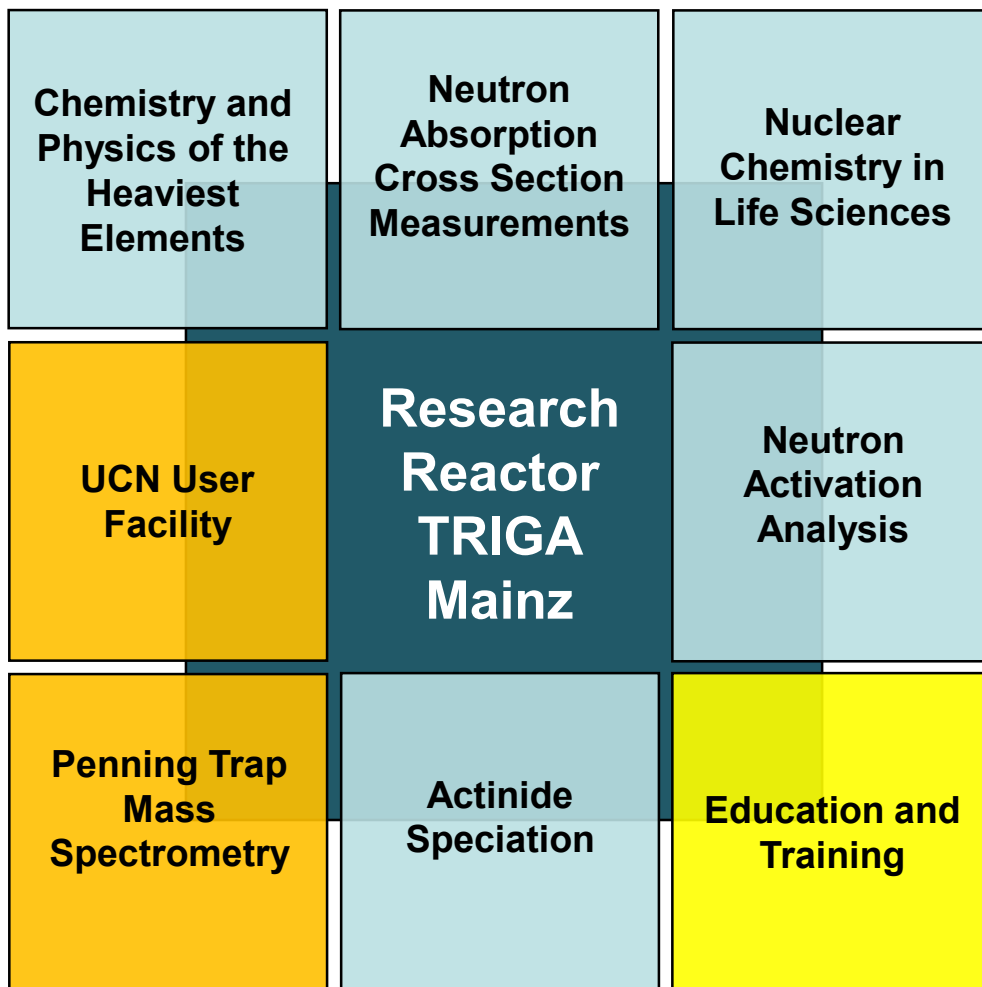 Chemistry and
Physics of the
Heaviest
Elements
Neutron
Absorption
Cross Section
Measurements
Nuclear
Chemistry in
Life Sciences
UCN User
Facility
Research
Reactor
TRIGA
Mainz
Neutron
Activation
Analysis
Penning Trap
Mass
Spectrometry
Actinide
Speciation
Education and
Training